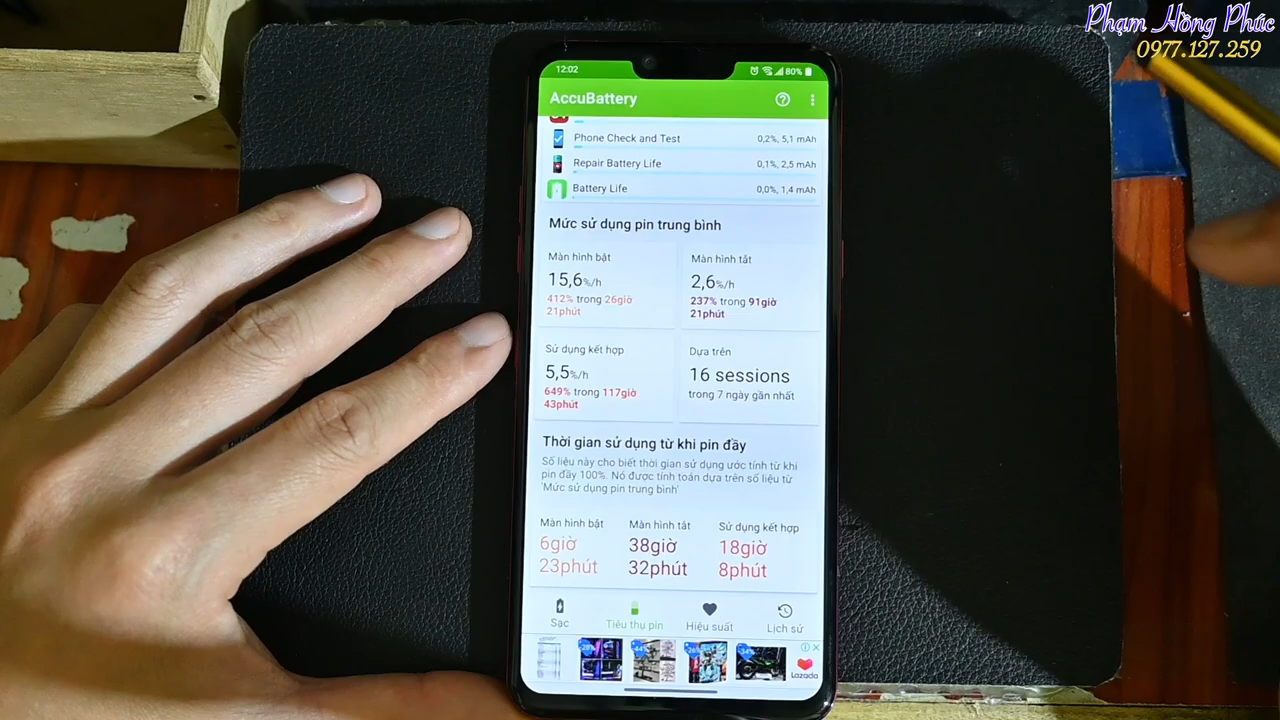 Phạm Hồng Phúc
0977.127.259
12:02
80%
AccuBattery
Phone Check and Test
0,2%, 5,1 mAh
Repair Battery Life
0,1%, 2,5 mAh
Battery Life
0,0%, 1,4 mAh
Mức sử dụng pin trung bình
Màn hình bật
15,6%/h
412% trong 26giờ
21phút
Màn hình tắt
2,6%/h
237% trong 91giờ
21phút
Sử dụng kết hợp
5,5%/h
649% trong 117giờ
43phút
Dựa trên
16 sessions
trong 7 ngày gần nhất
Thời gian sử dụng từ khi pin đầy
Số liệu này cho biết thời gian sử dụng ước tính từ khi
pin đầy 100%. Nó được tính toán dựa trên số liệu từ
'Mức sử dụng pin trung bình'
Màn hình bật
6giờ
23phút
Màn hình tắt
38giờ
32phút
Sử dụng kết hợp
18giờ
8phút
Sạc
Tiêu thụ pin
Hiệu suất
Lịch sử
Lazada